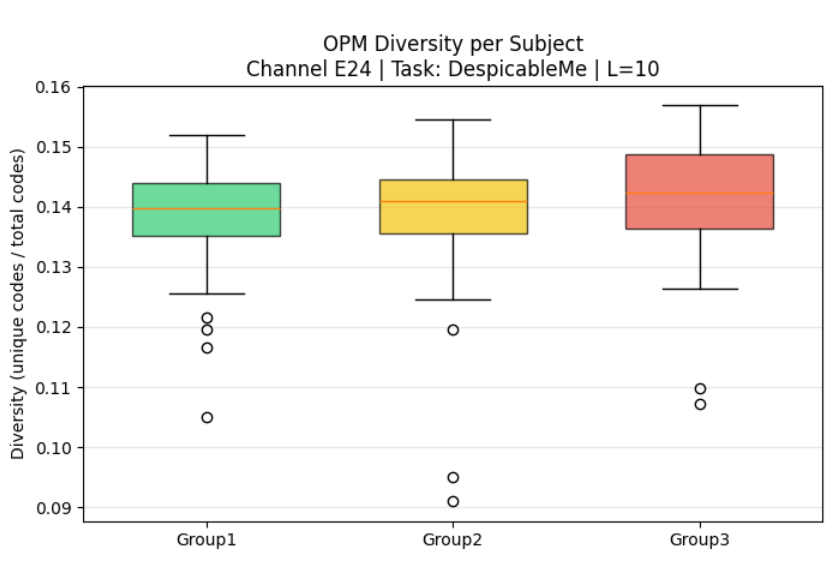 OPM Diversity per Subject
Channel E24 | Task: DespicableMe | L=10
Diversity (unique codes / total codes)
0.16
0.15
0.14
0.13
0.12
0.11
0.10
0.09
Group1
Group2
Group3